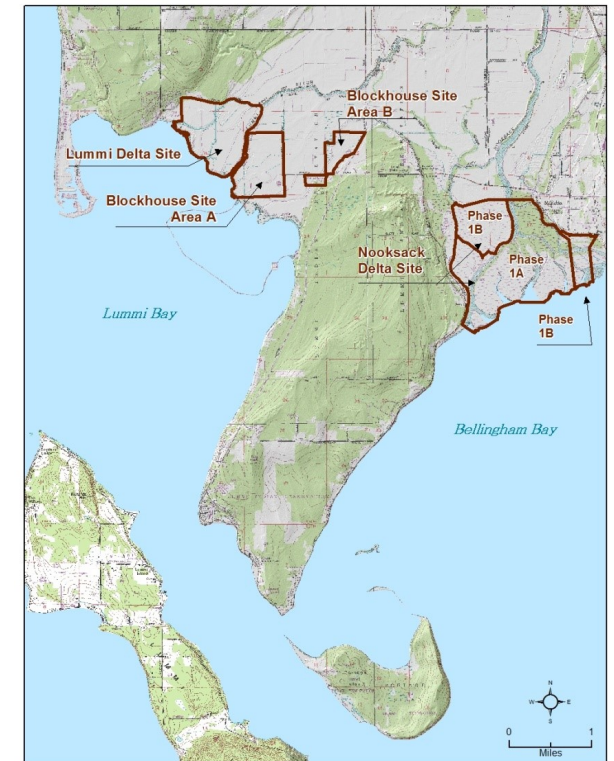 Blockhouse Site
Area B
Lummi Delta Site
Blockhouse Site
Area A
Phase
1B
Nooksack
Delta Site
Phase
1A
Phase
1B
Lummi Bay
Bellingham Bay
N
W
E
S
0
1
Miles